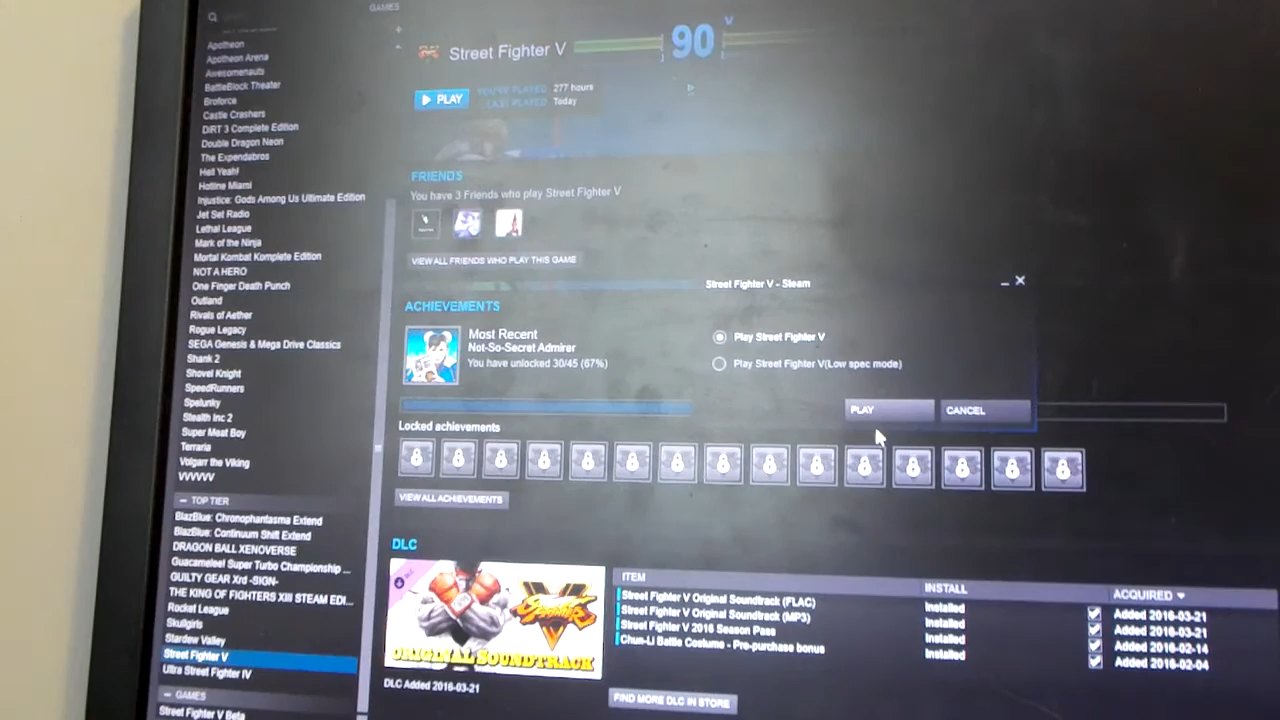 GAMES
Apotheon
Apotheon Arena
Awesomenauts
BattleBlock Theater
Broforce
Castle Crashers
DiRT 3 Complete Edition
Double Dragon Neon
The Expendabros
Hell Yeah!
Hotline Miami
Injustice: Gods Among Us Ultimate Edition
Jet Set Radio
Lethal League
Mark of the Ninja
Mortal Kombat Komplete Edition
NOT A HERO
One Finger Death Punch
Outland
Rivals of Aether
Rogue Legacy
SEGA Genesis & Mega Drive Classics
Shank 2
Shovel Knight
SpeedRunners
Spelunky
Stealth Inc 2
Super Meat Boy
Terraria
Volgarr the Viking
VVVVVV
TOP TIER
BlazBlue: Chronophantasma Extend
BlazBlue: Continuum Shift Extend
DRAGON BALL XENOVERSE
Guacamelee! Super Turbo Championship ...
GUILTY GEAR Xrd -SIGN-
THE KING OF FIGHTERS XIII STEAM EDI...
Rocket League
Skullgirls
Stardew Valley
Street Fighter V
Ultra Street Fighter IV
GAMES
Street Fighter V Beta
Street Fighter V
90
V
PLAY
YOU'VE PLAYED 277 hours
LAST PLAYED Today
FRIENDS
You have 3 Friends who play Street Fighter V
VIEW ALL FRIENDS WHO PLAY THIS GAME
ACHIEVEMENTS
Most Recent
Not-So-Secret Admirer
You have unlocked 30/45 (67%)
Locked achievements
VIEW ALL ACHIEVEMENTS
Street Fighter V - Steam
Play Street Fighter V
Play Street Fighter V(Low spec mode)
PLAY CANCEL
DLC
DLC
V
ORIGINAL SOUNDTRACK
DLC Added 2016-03-21
ITEM INSTALL ACQUIRED
Street Fighter V Original Soundtrack (FLAC) Installed Added 2016-03-21
Street Fighter V Original Soundtrack (MP3) Installed Added 2016-03-21
Street Fighter V 2016 Season Pass Installed Added 2016-02-14
Chun-Li Battle Costume - Pre-purchase bonus Installed Added 2016-02-04
FIND MORE DLC IN STORE